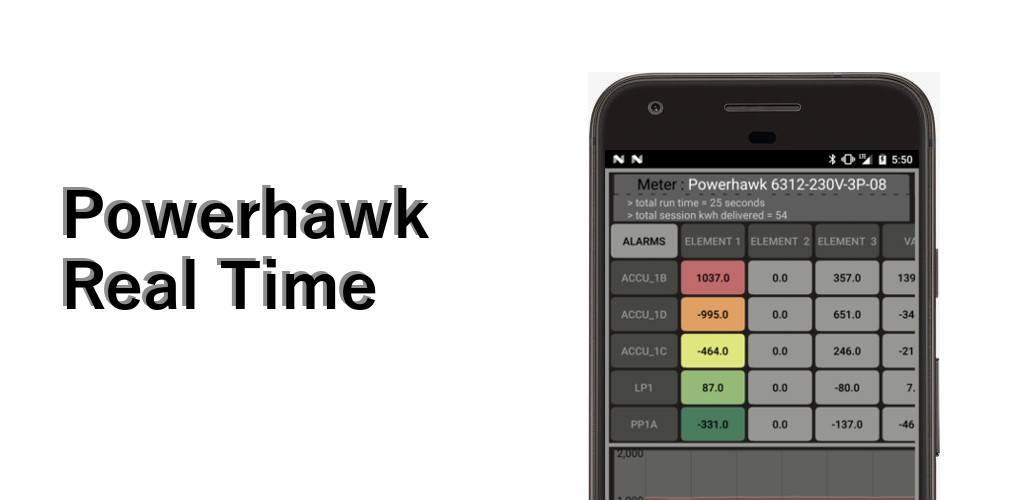 Powerhawk
Real Time
LTE 5:50
Meter : Powerhawk 6312-230V-3P-08
> total run time = 25 seconds
> total session kwh delivered = 54
ALARMS ELEMENT 1 ELEMENT 2 ELEMENT 3 VA
ACCU_1B 1037.0 0.0 357.0 139
ACCU_1D -995.0 0.0 651.0 -34
ACCU_1C -464.0 0.0 246.0 -21
LP1 87.0 0.0 -80.0 7.
PP1A -331.0 0.0 -137.0 -46
2,000